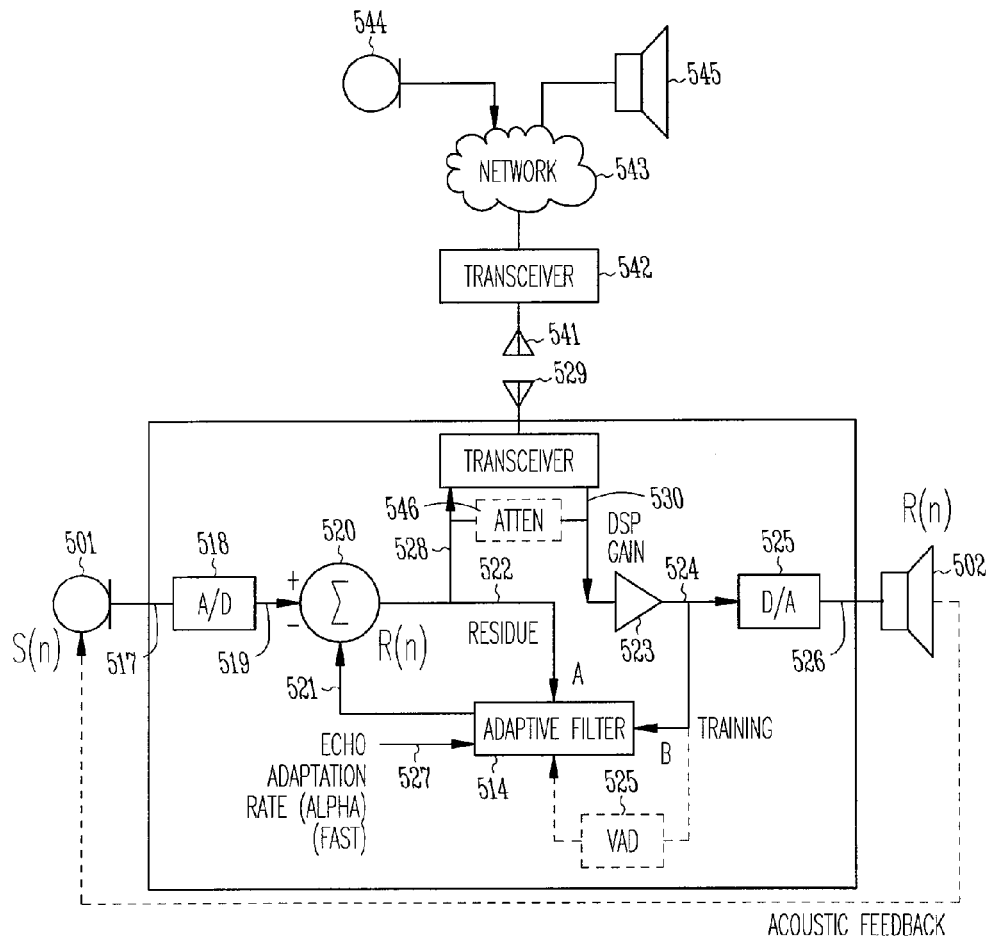 544
545
NETWORK
543
TRANSCEIVER
542
541
529
TRANSCEIVER
546
ATTEN
530
R(n)
DSP
GAIN
501
518
520
528
522
524
525
502
A/D
+
−
Σ
D/A
S(n)
517
519
R(n)
RESIDUE
523
526
521
A
ADAPTIVE FILTER
B
TRAINING
ECHO
ADAPTATION
RATE (ALPHA)
(FAST)
527
514
525
VAD
ACOUSTIC FEEDBACK